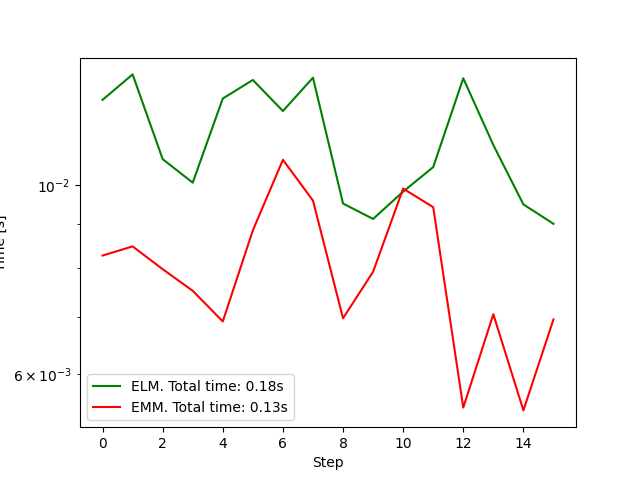 Time [s]
10⁻²
6 × 10⁻³
ELM. Total time: 0.18s
EMM. Total time: 0.13s
0 2 4 6 8 10 12 14
Step